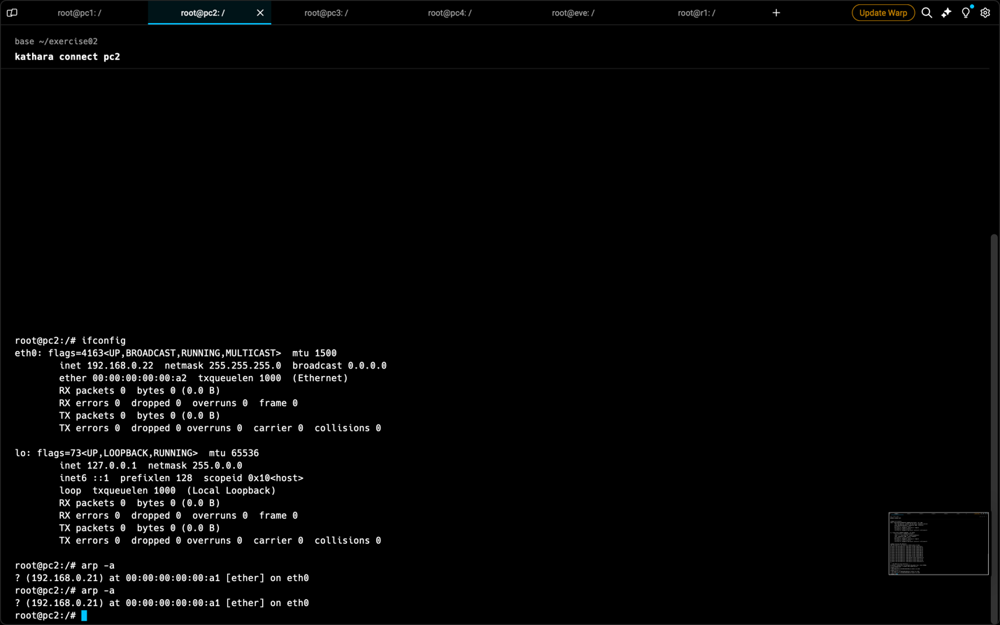 root@pc1: /
root@pc2: /
root@pc3: /
root@pc4: /
root@eve: /
root@r1: /
Update Warp
base ~/exercise02
kathara connect pc2
root@pc2:/# ifconfig
eth0: flags=4163<UP,BROADCAST,RUNNING,MULTICAST>  mtu 1500
        inet 192.168.0.22  netmask 255.255.255.0  broadcast 0.0.0.0
        ether 00:00:00:00:00:a2  txqueuelen 1000  (Ethernet)
        RX packets 0  bytes 0 (0.0 B)
        RX errors 0  dropped 0  overruns 0  frame 0
        TX packets 0  bytes 0 (0.0 B)
        TX errors 0  dropped 0 overruns 0  carrier 0  collisions 0
lo: flags=73<UP,LOOPBACK,RUNNING>  mtu 65536
        inet 127.0.0.1  netmask 255.0.0.0
        inet6 ::1  prefixlen 128  scopeid 0x10<host>
        loop  txqueuelen 1000  (Local Loopback)
        RX packets 0  bytes 0 (0.0 B)
        RX errors 0  dropped 0  overruns 0  frame 0
        TX packets 0  bytes 0 (0.0 B)
        TX errors 0  dropped 0 overruns 0  carrier 0  collisions 0
root@pc2:/# arp -a
? (192.168.0.21) at 00:00:00:00:00:a1 [ether] on eth0
root@pc2:/# arp -a
? (192.168.0.21) at 00:00:00:00:00:a1 [ether] on eth0
root@pc2:/#